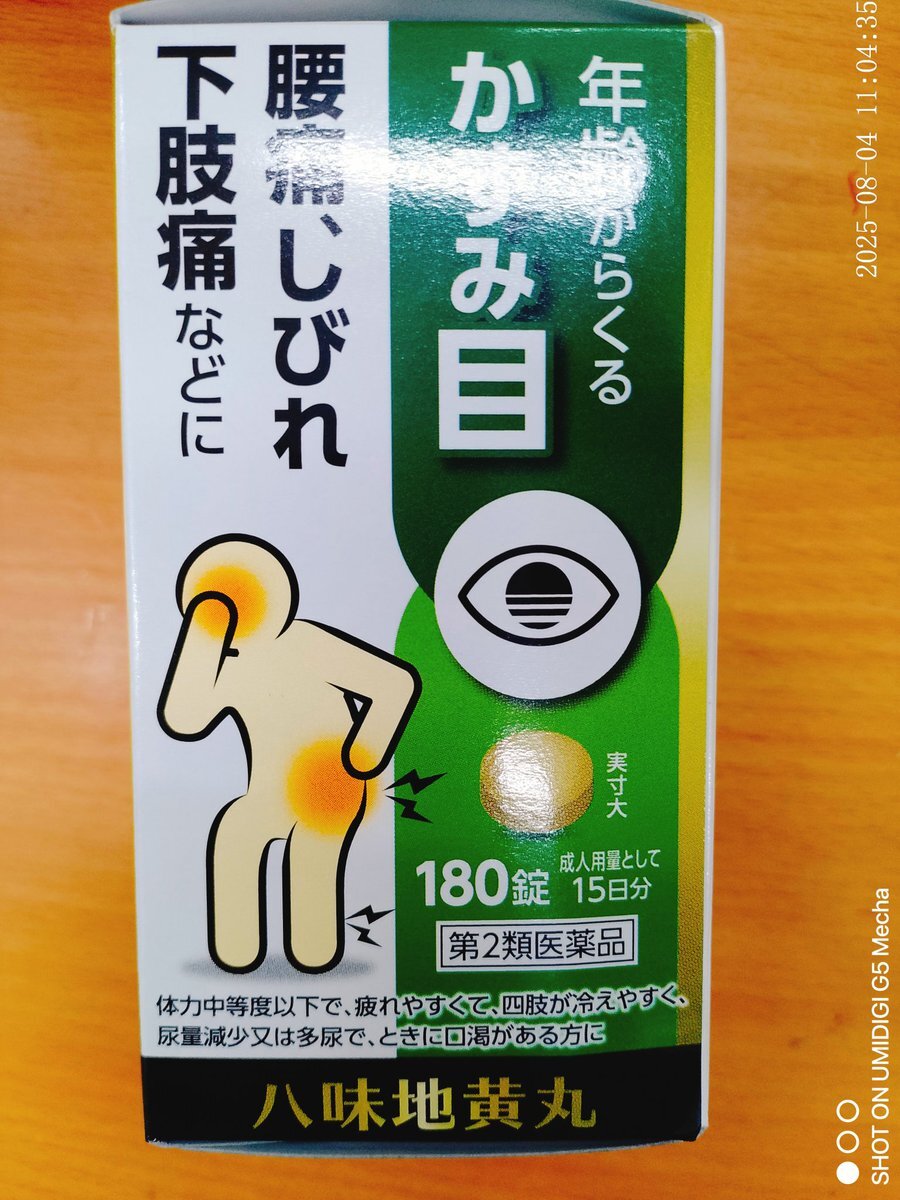 年齢からくる
かすみ目
腰痛、しびれ
下肢痛などに
実寸大
180錠
成人用量として
15日分
第2類医薬品
体力中等度以下で、疲れやすくて、四肢が冷えやすく、
尿量減少又は多尿で、ときに口渇がある方に
八味地黄丸
2025-08-04 11:04:35
SHOT ON UMIDIGI G5 Mecha